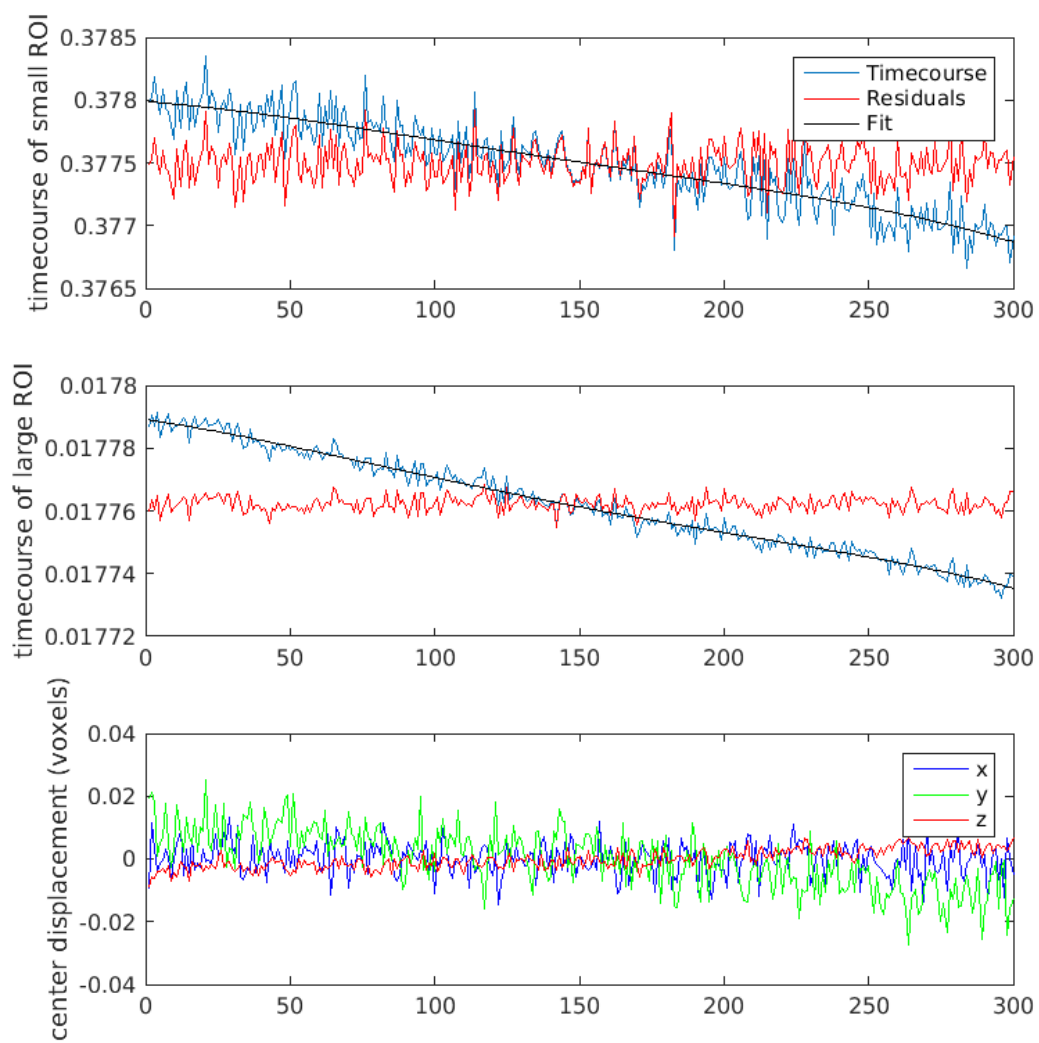 timecourse of small ROI
0.3785
0.378
0.3775
0.377
0.3765
Timecourse
Residuals
Fit
0 50 100 150 200 250 300
timecourse of large ROI
0.0178
0.01778
0.01776
0.01774
0.01772
0 50 100 150 200 250 300
center displacement (voxels)
0.04
0.02
0
-0.02
-0.04
x
y
z
0 50 100 150 200 250 300